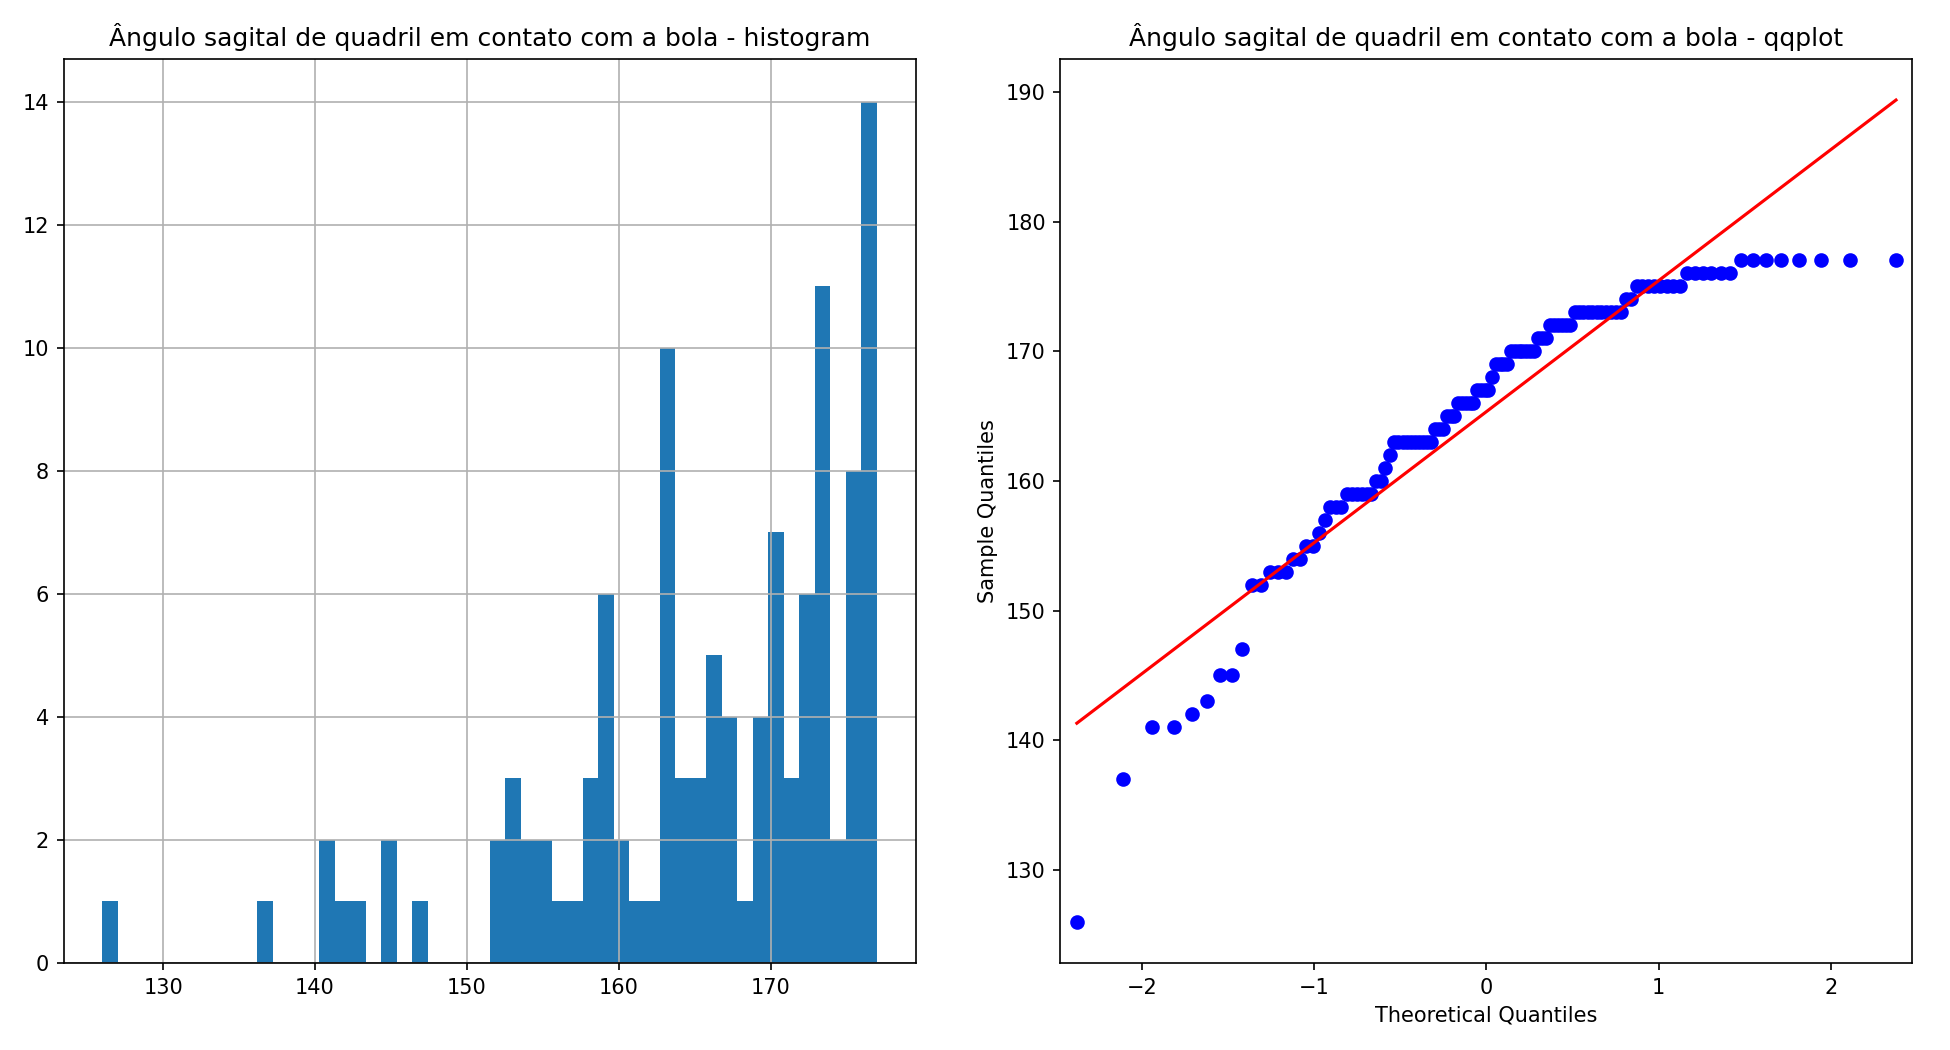 Ângulo sagital de quadril em contato com a bola - histogram
14
12
10
8
6
4
2
0
130 140 150 160 170
Ângulo sagital de quadril em contato com a bola - qqplot
190
180
170
160
150
140
130
Sample Quantiles
−2 −1 0 1 2
Theoretical Quantiles